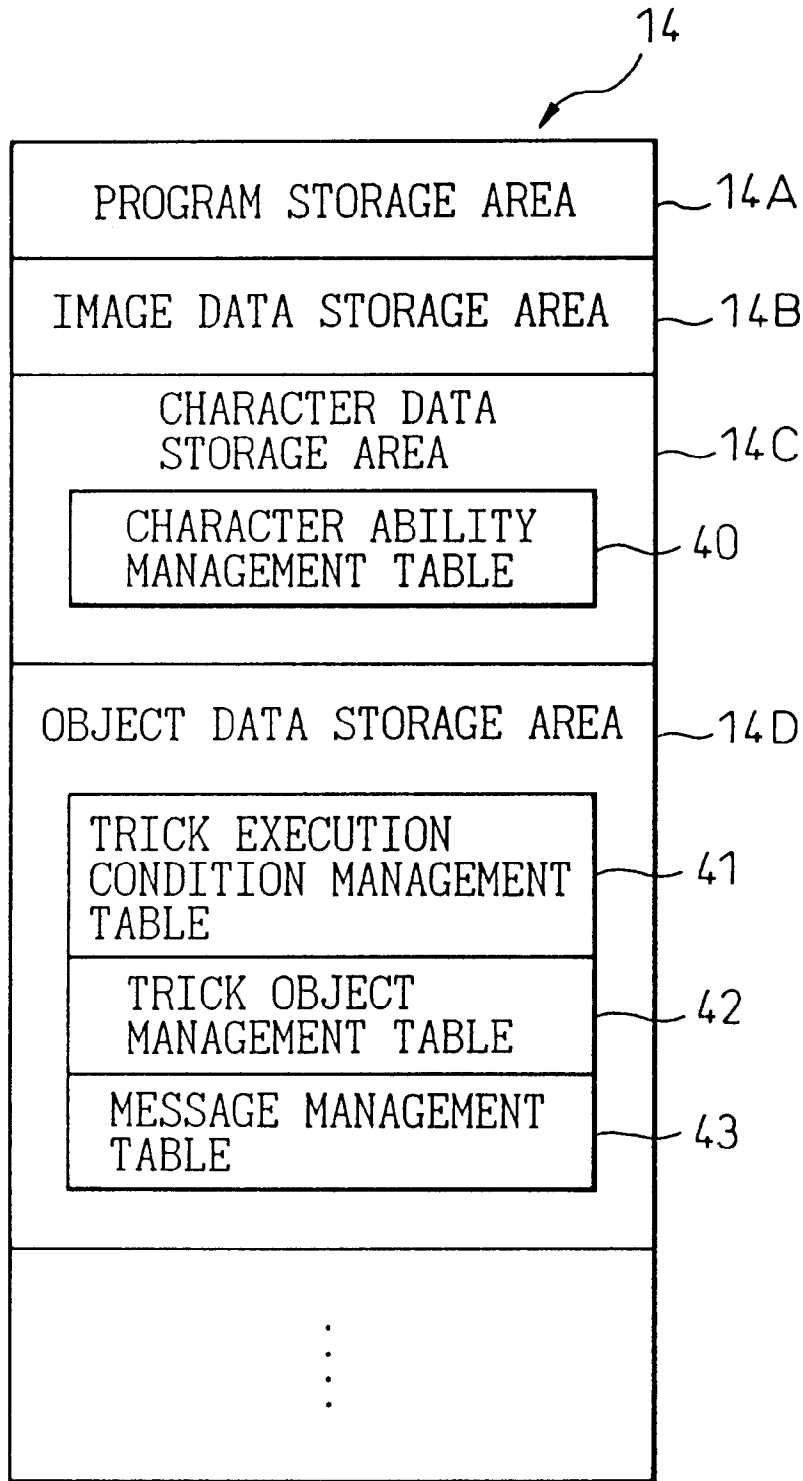 14
PROGRAM STORAGE AREA
14A
IMAGE DATA STORAGE AREA
14B
CHARACTER DATA
STORAGE AREA
14C
CHARACTER ABILITY
MANAGEMENT TABLE
40
OBJECT DATA STORAGE AREA
14D
TRICK EXECUTION
CONDITION MANAGEMENT
TABLE
41
TRICK OBJECT
MANAGEMENT TABLE
42
MESSAGE MANAGEMENT
TABLE
43